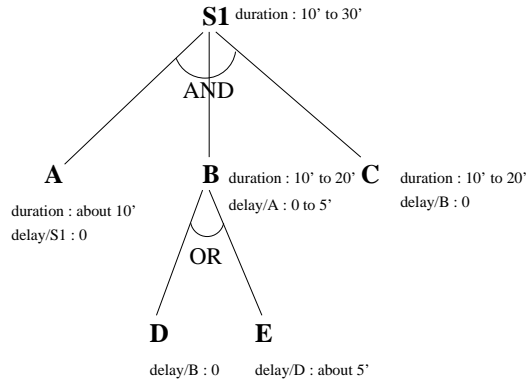 S1 duration : 10’ to 30’
AND
A
B duration : 10’ to 20’
C duration : 10’ to 20’
duration : about 10’
delay/A : 0 to 5’
delay/B : 0
delay/S1 : 0
OR
D
E
delay/B : 0
delay/D : about 5’